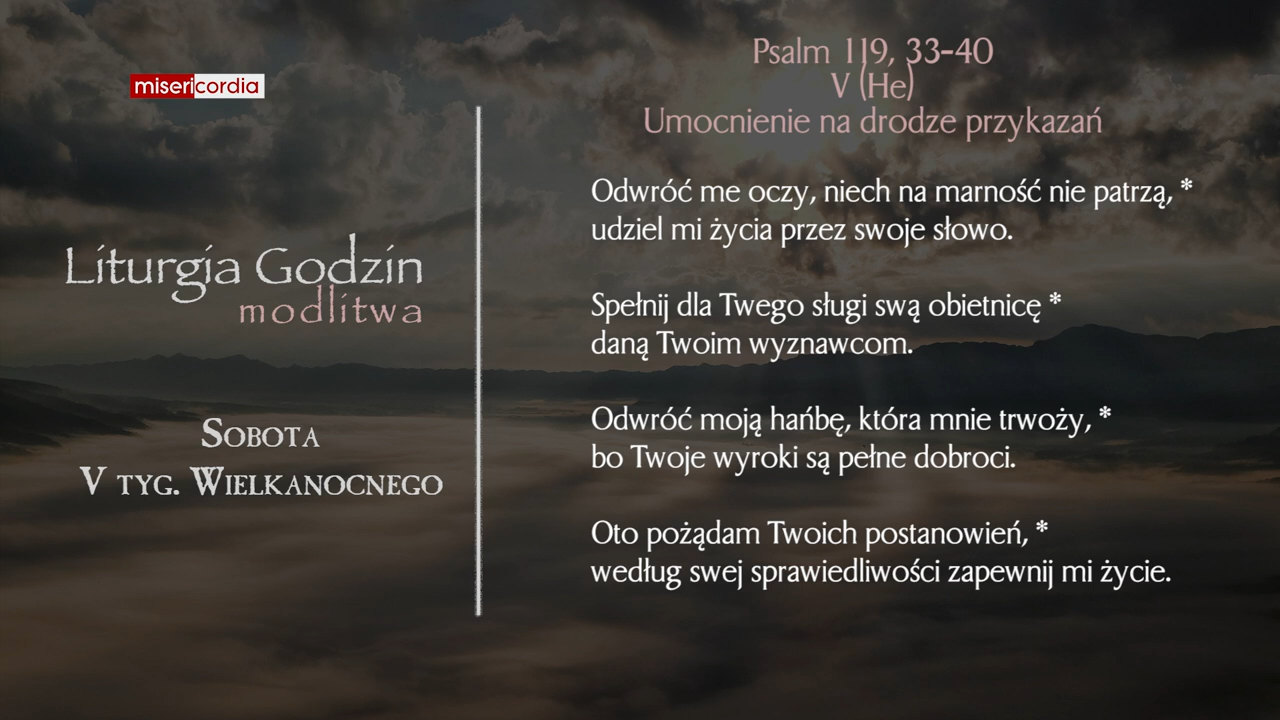 misericordia
Liturgia Godzin
modlitwa
Sobota
V tyg. Wielkanocnego
Psalm 119, 33-40
V (He)
Umocnienie na drodze przykazań
Odwróć me oczy, niech na marność nie patrzą, *
udziel mi życia przez swoje słowo.
Spełnij dla Twego sługi swą obietnicę *
daną Twoim wyznawcom.
Odwróć moją hańbę, która mnie trwoży, *
bo Twoje wyroki są pełne dobroci.
Oto pożądam Twoich postanowień, *
według swej sprawiedliwości zapewnij mi życie.